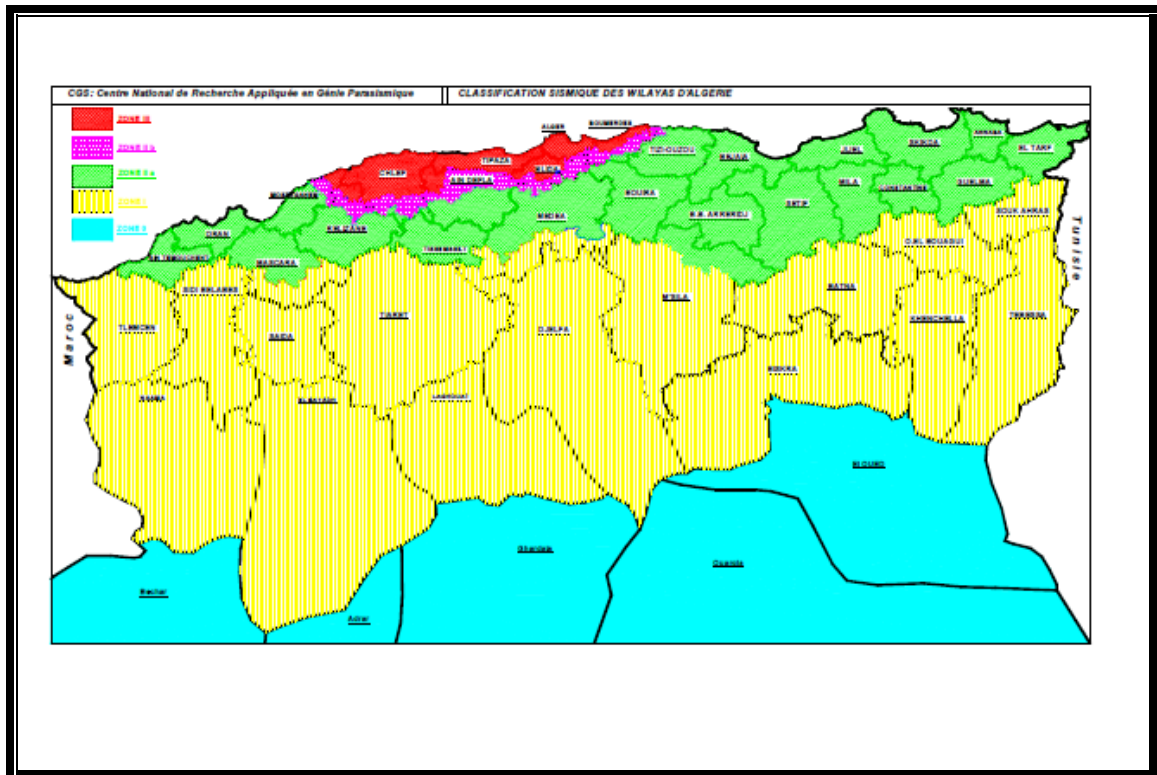 CGS: Centre National de Recherche Appliquée en Génie Parasismique
CLASSIFICATION SISMIQUE DES WILAYAS D'ALGERIE
ZONE III
ZONE II b
ZONE II a
ZONE I
ZONE 0
ALGER
BOUMERDES
TIPAZA
BLIDA
CHLEF
AIN DEFLA
TIZI-OUZOU
BEJAIA
JIJEL
SKIKDA
ANNABA
EL TARF
MILA
CONSTANTINE
GUELMA
BOUIRA
SETIF
B.B. ARRERIDJ
MEDEA
MOSTAGANEM
RELIZANE
ORAN
AIN TEMOUCHENT
MASCARA
TISSEMSILT
SOUK AHRAS
O.EL BOUAGUI
SIDI BELABES
TLEMCEN
SAIDA
TIARET
DJELFA
M'SILA
BATNA
KHENCHELLA
TEBESSA
BISKRA
NAAMA
EL BAYADH
LAGHOUAT
EL OUED
Ghardaia
Ouargla
Bechar
Adrar
Maroc
Tunisie